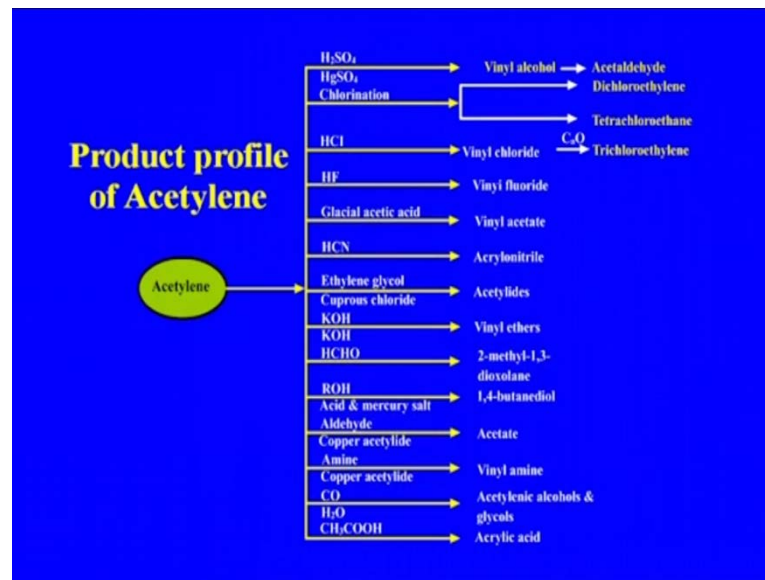 Product profile
of Acetylene
Acetylene
H₂SO₄
HgSO₄
Vinyl alcohol
Acetaldehyde
Chlorination
Dichloroethylene
Tetrachloroethane
HCl
Vinyl chloride
CₐO
Trichloroethylene
HF
Vinyi fluoride
Glacial acetic acid
Vinyl acetate
HCN
Acrylonitrile
Ethylene glycol
Cuprous chloride
Acetylides
KOH
KOH
Vinyl ethers
HCHO
2-methyl-1,3-
dioxolane
ROH
Acid & mercury salt
1,4-butanediol
Aldehyde
Copper acetylide
Acetate
Amine
Copper acetylide
Vinyl amine
CO
H₂O
Acetylenic alcohols &
glycols
CH₃COOH
Acrylic acid